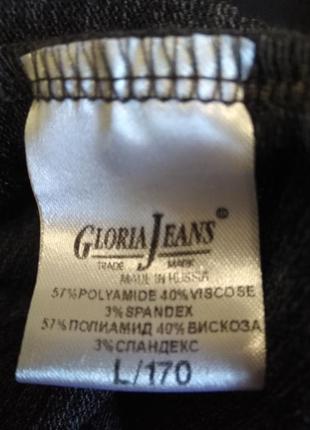 GLORIA JEANS ©
TRADE MARK
MADE IN RUSSIA
57% POLYAMIDE 40% VISCOSE
3% SPANDEX
57% ПОЛИАМИД 40% ВИСКОЗА
3% СПАНДЕКС
L/170